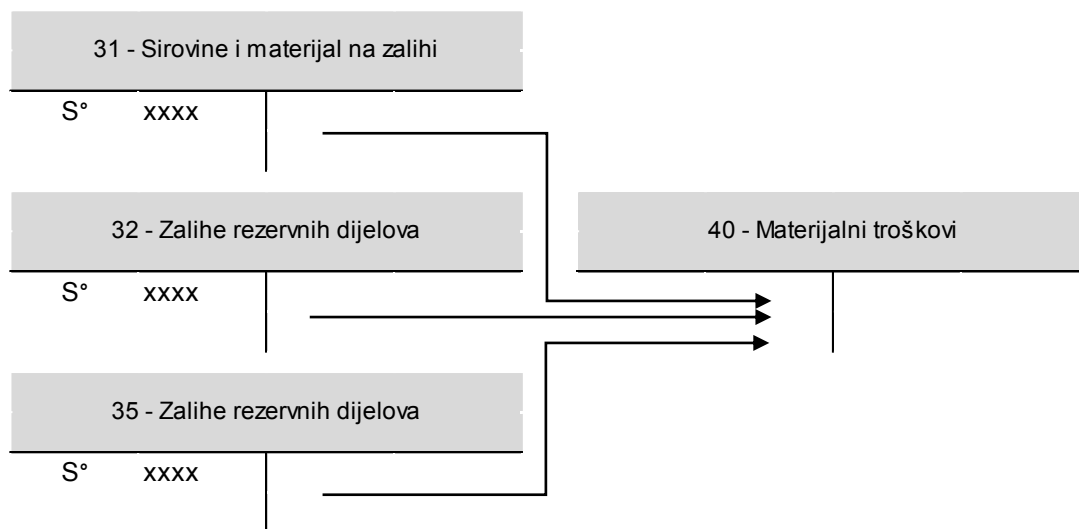 31 - Sirovine i materijal na zalihi
S° xxxx
32 - Zalihe rezervnih dijelova
40 - Materijalni troškovi
S° xxxx
35 - Zalihe rezervnih dijelova
S° xxxx